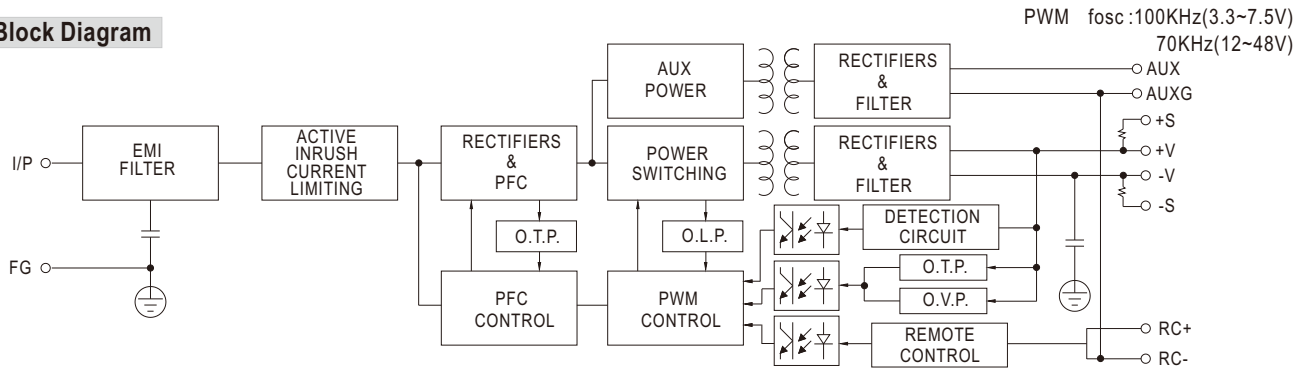 Block Diagram
PWM fosc :100KHz(3.3~7.5V)
70KHz(12~48V)
I/P
FG
EMI
FILTER
ACTIVE
INRUSH
CURRENT
LIMITING
RECTIFIERS
&
PFC
O.T.P.
PFC
CONTROL
AUX
POWER
POWER
SWITCHING
O.L.P.
PWM
CONTROL
RECTIFIERS
&
FILTER
RECTIFIERS
&
FILTER
DETECTION
CIRCUIT
O.T.P.
O.V.P.
REMOTE
CONTROL
AUX
AUXG
+S
+V
-V
-S
RC+
RC-